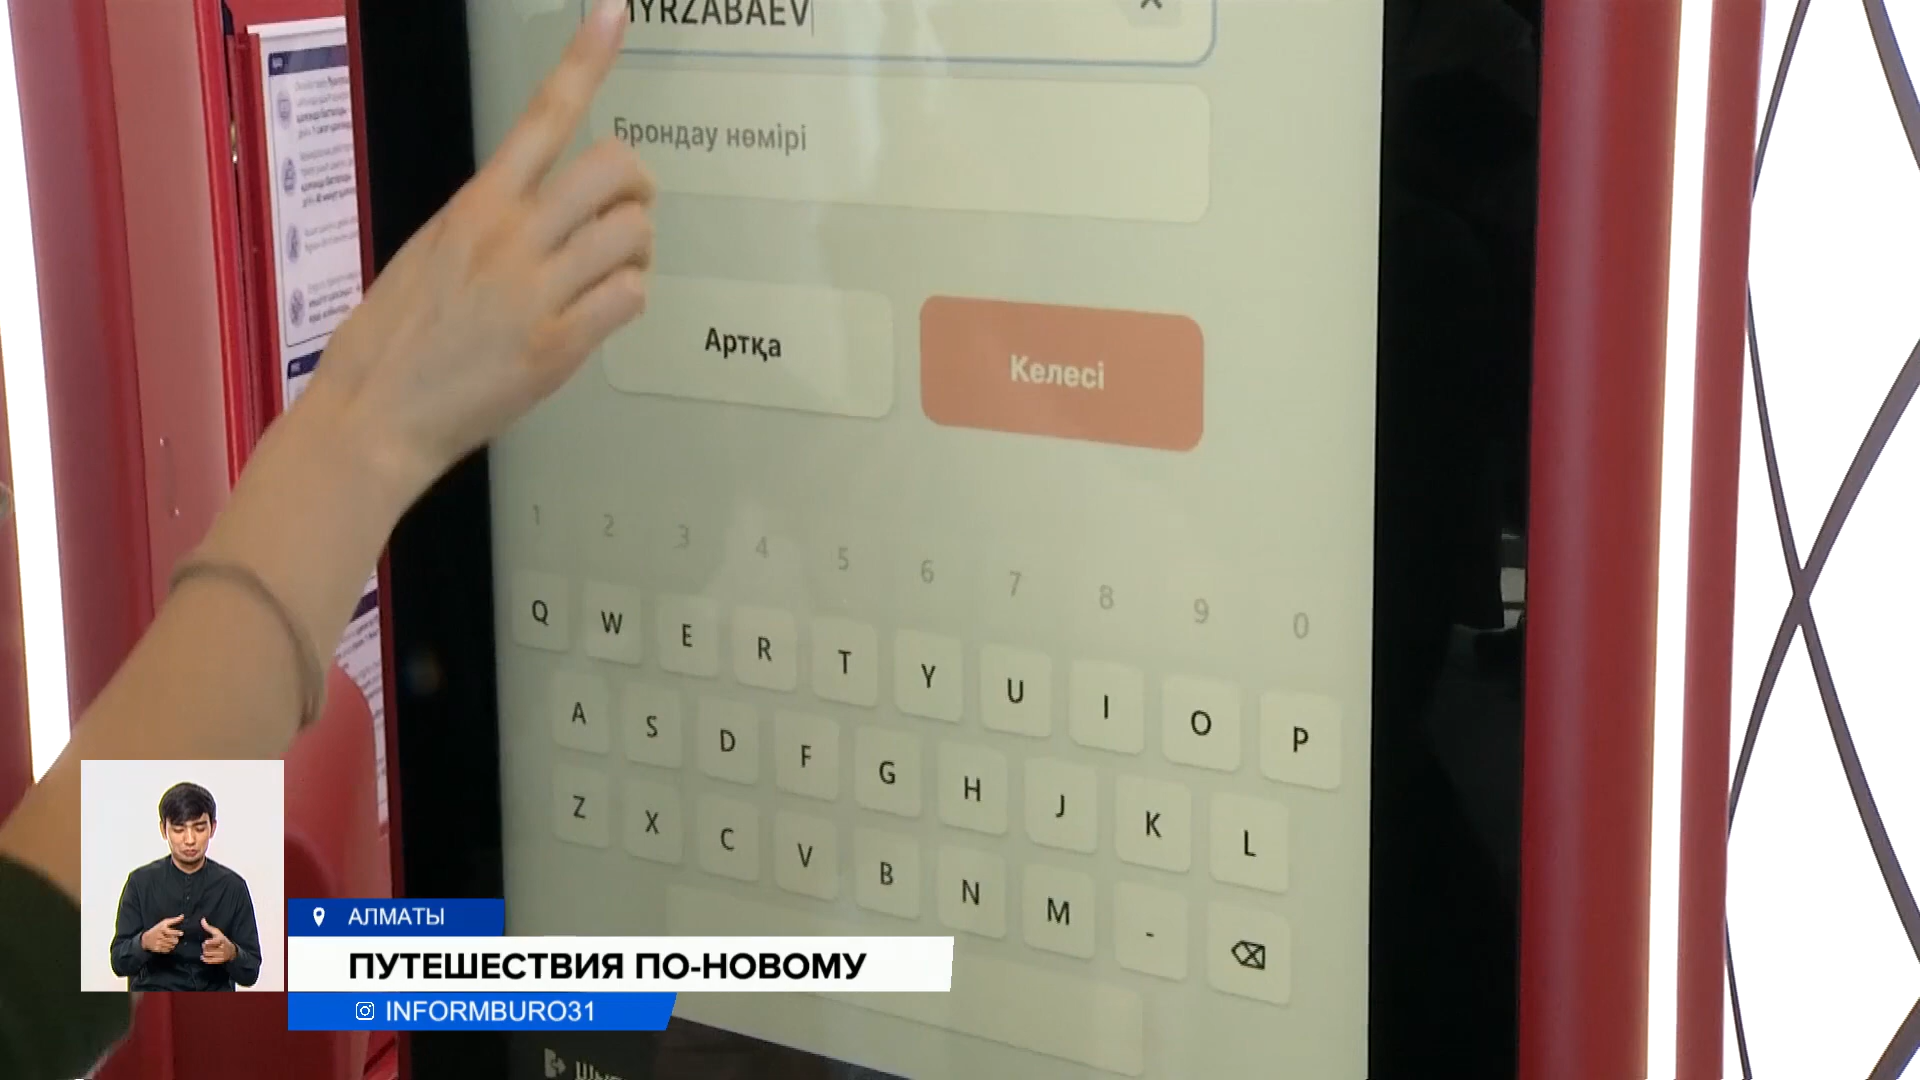 MYRZABAEV
Брондау нөмірі
Артқа
Келесі
1 2 3 4 5 6 7 8 9 0
Q W E R T Y U I O P
A S D F G H J K L
Z X C V B N M -
АЛМАТЫ
ПУТЕШЕСТВИЯ ПО-НОВОМУ
INFORMBURO31